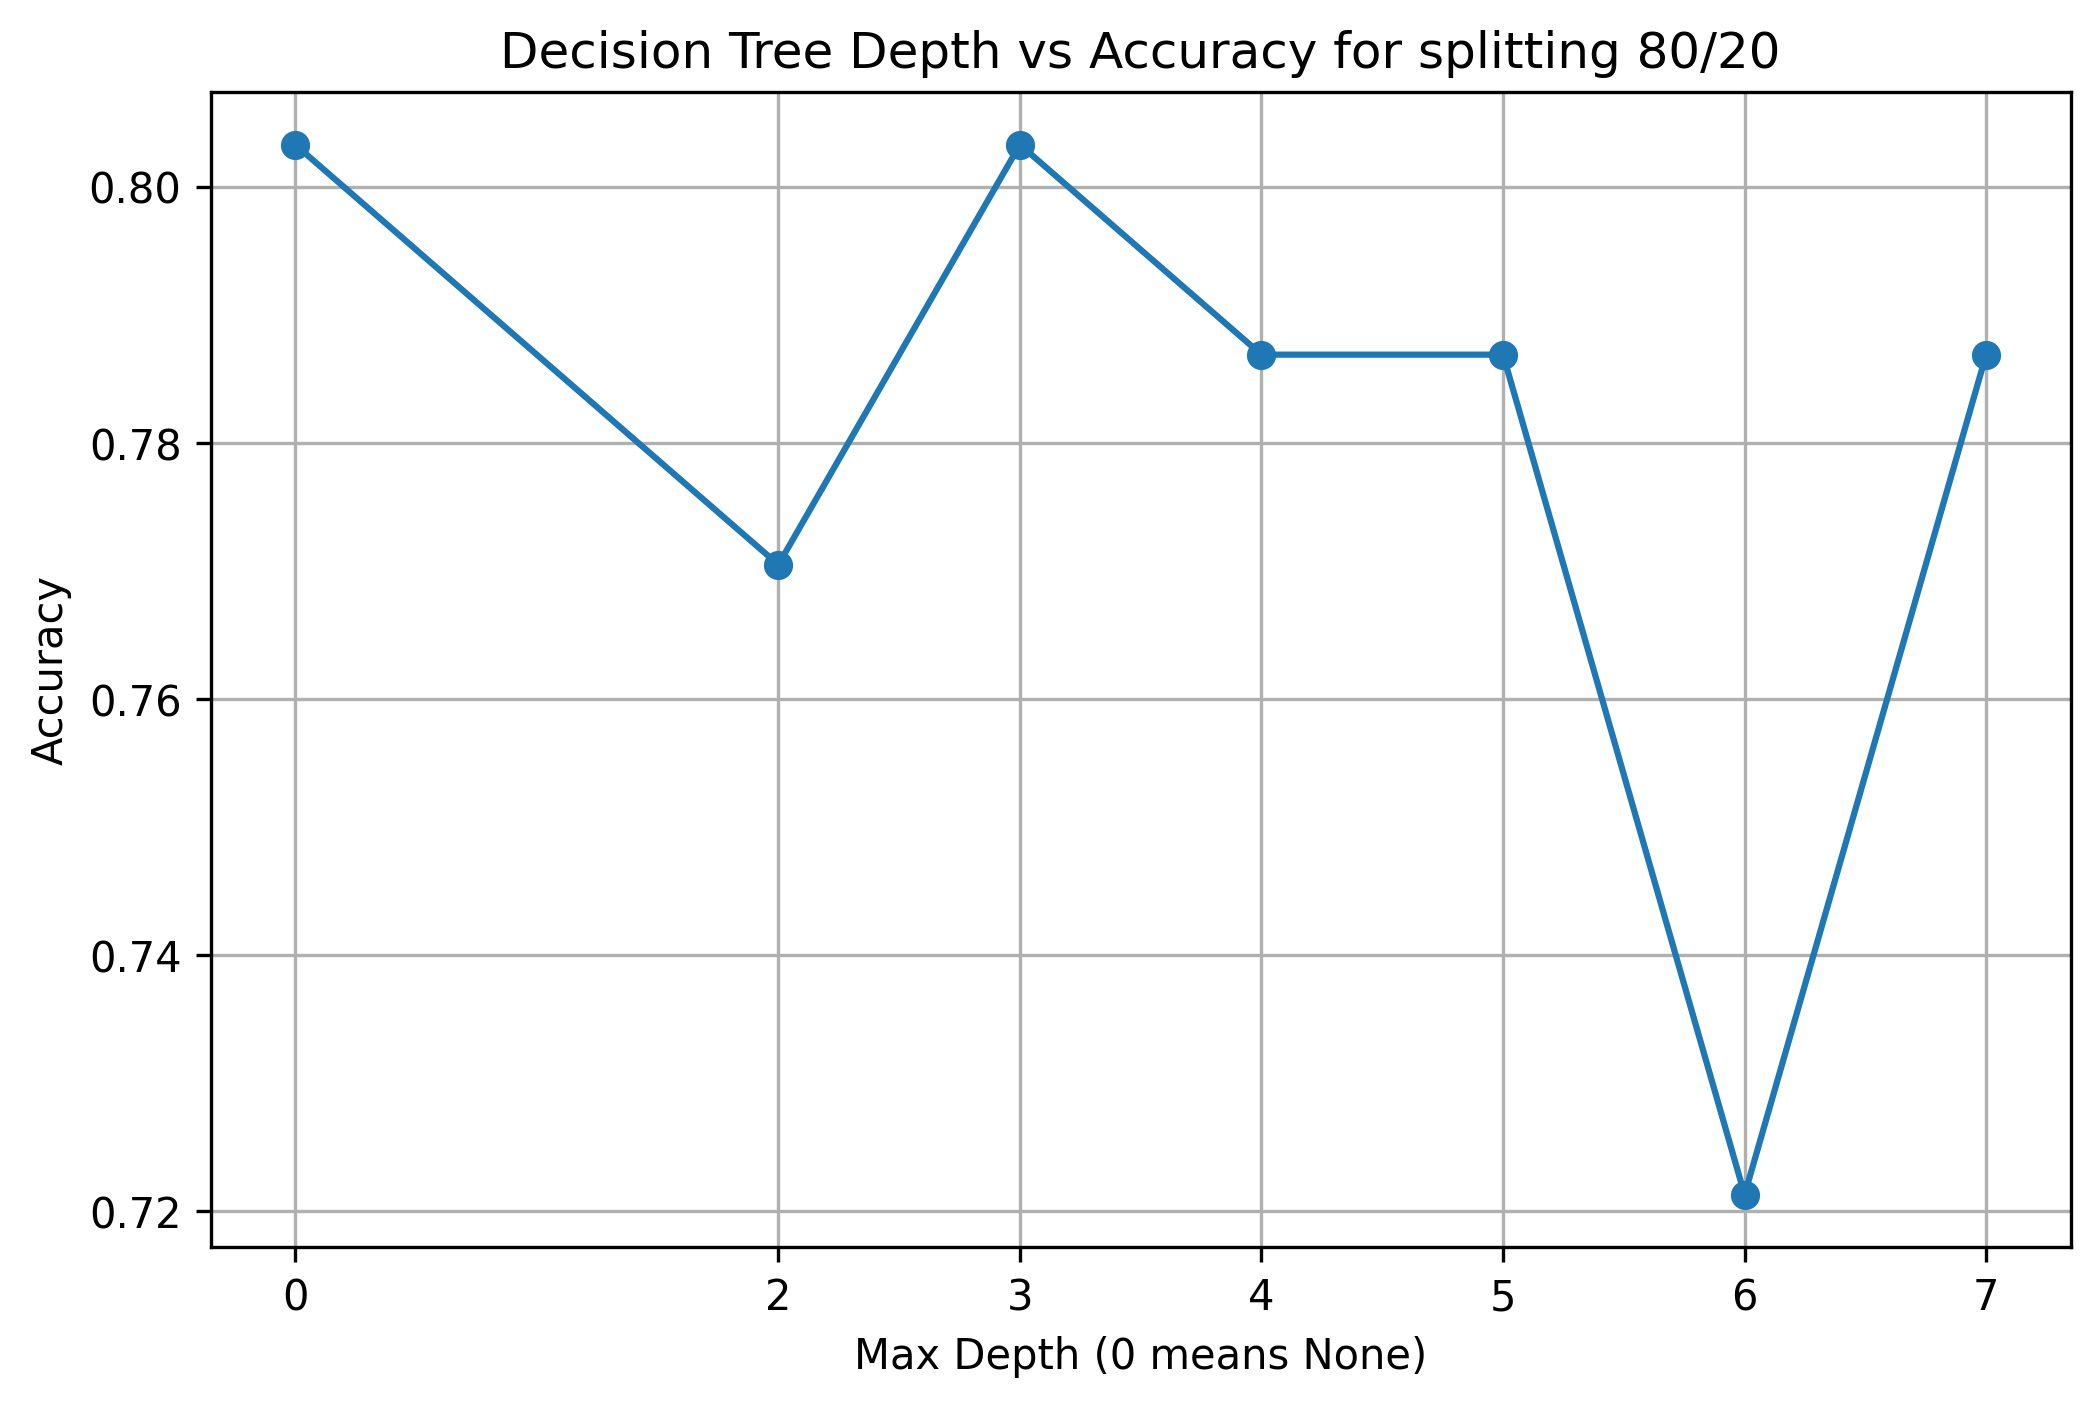 Decision Tree Depth vs Accuracy for splitting 80/20
Accuracy
0.80
0.78
0.76
0.74
0.72
0 2 3 4 5 6 7
Max Depth (0 means None)